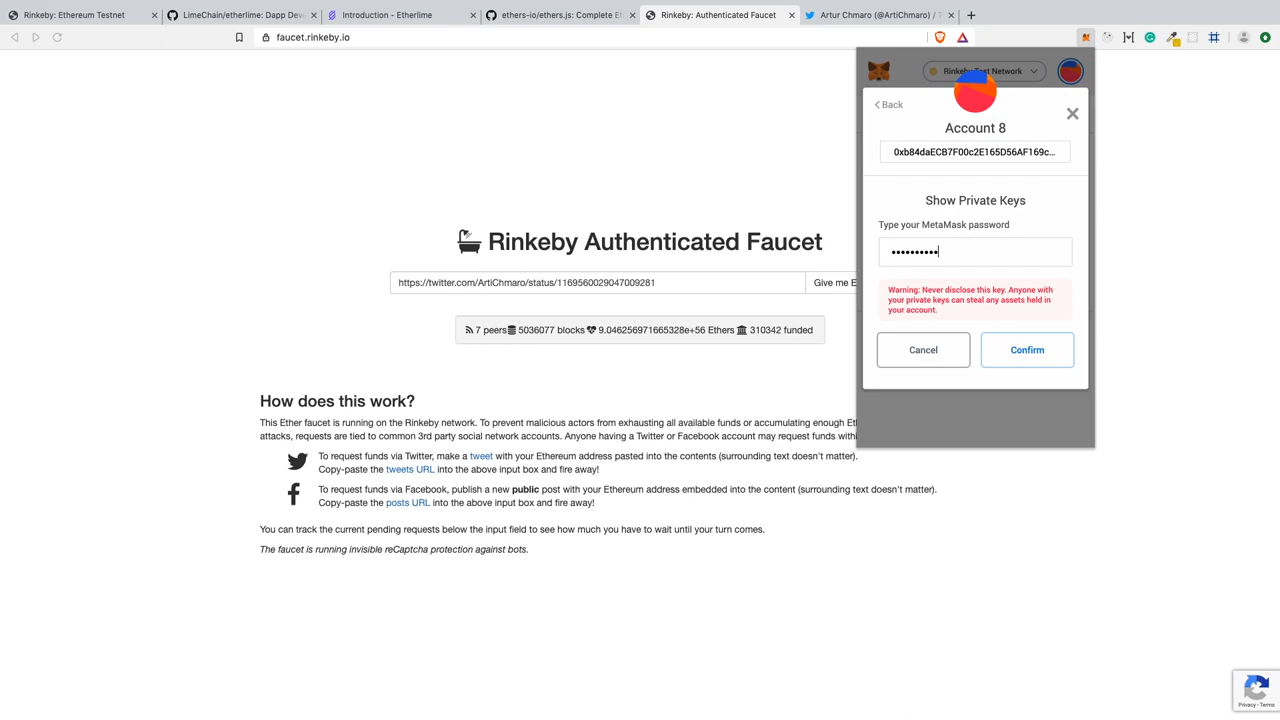 Rinkeby: Ethereum Testnet
LimeChain/etherlime: Dapp Deve
Introduction - Etherlime
ethers-io/ethers.js: Complete Et
Rinkeby: Authenticated Faucet
Artur Chmaro (@ArtiChmaro) / T
faucet.rinkeby.io
Rinkeby Test Network
Back
Account 8
0xb84daECB7F00c2E165D56AF169c...
Show Private Keys
Type your MetaMask password
Warning: Never disclose this key. Anyone with
your private keys can steal any assets held in
your account.
Cancel
Confirm
Rinkeby Authenticated Faucet
https://twitter.com/ArtiChmaro/status/1169560029047009281
Give me E
7 peers 5036077 blocks 9.046256971665328e+56 Ethers 310342 funded
How does this work?
This Ether faucet is running on the Rinkeby network. To prevent malicious actors from exhausting all available funds or accumulating enough Et
attacks, requests are tied to common 3rd party social network accounts. Anyone having a Twitter or Facebook account may request funds withi
To request funds via Twitter, make a tweet with your Ethereum address pasted into the contents (surrounding text doesn't matter).
Copy-paste the tweets URL into the above input box and fire away!
To request funds via Facebook, publish a new public post with your Ethereum address embedded into the content (surrounding text doesn't matter).
Copy-paste the posts URL into the above input box and fire away!
You can track the current pending requests below the input field to see how much you have to wait until your turn comes.
The faucet is running invisible reCaptcha protection against bots.
Privacy - Terms